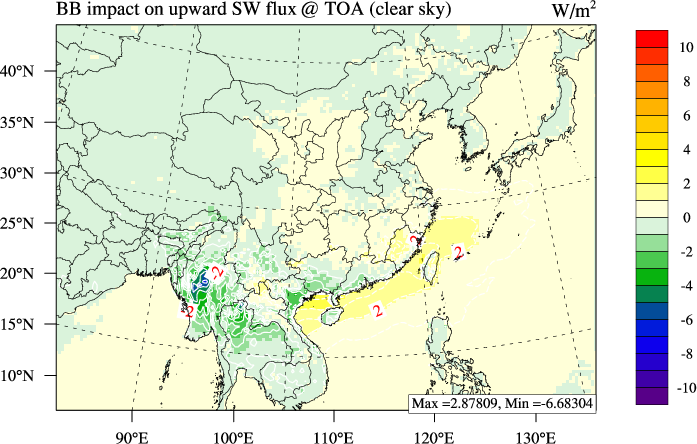 BB impact on upward SW flux @ TOA (clear sky) W/m²
40°N
35°N
30°N
25°N
20°N
15°N
10°N
90°E 100°E 110°E 120°E 130°E
2
2
2
-2
-2
Max =2.87809, Min =-6.68304
10
8
6
4
2
0
-2
-4
-6
-8
-10